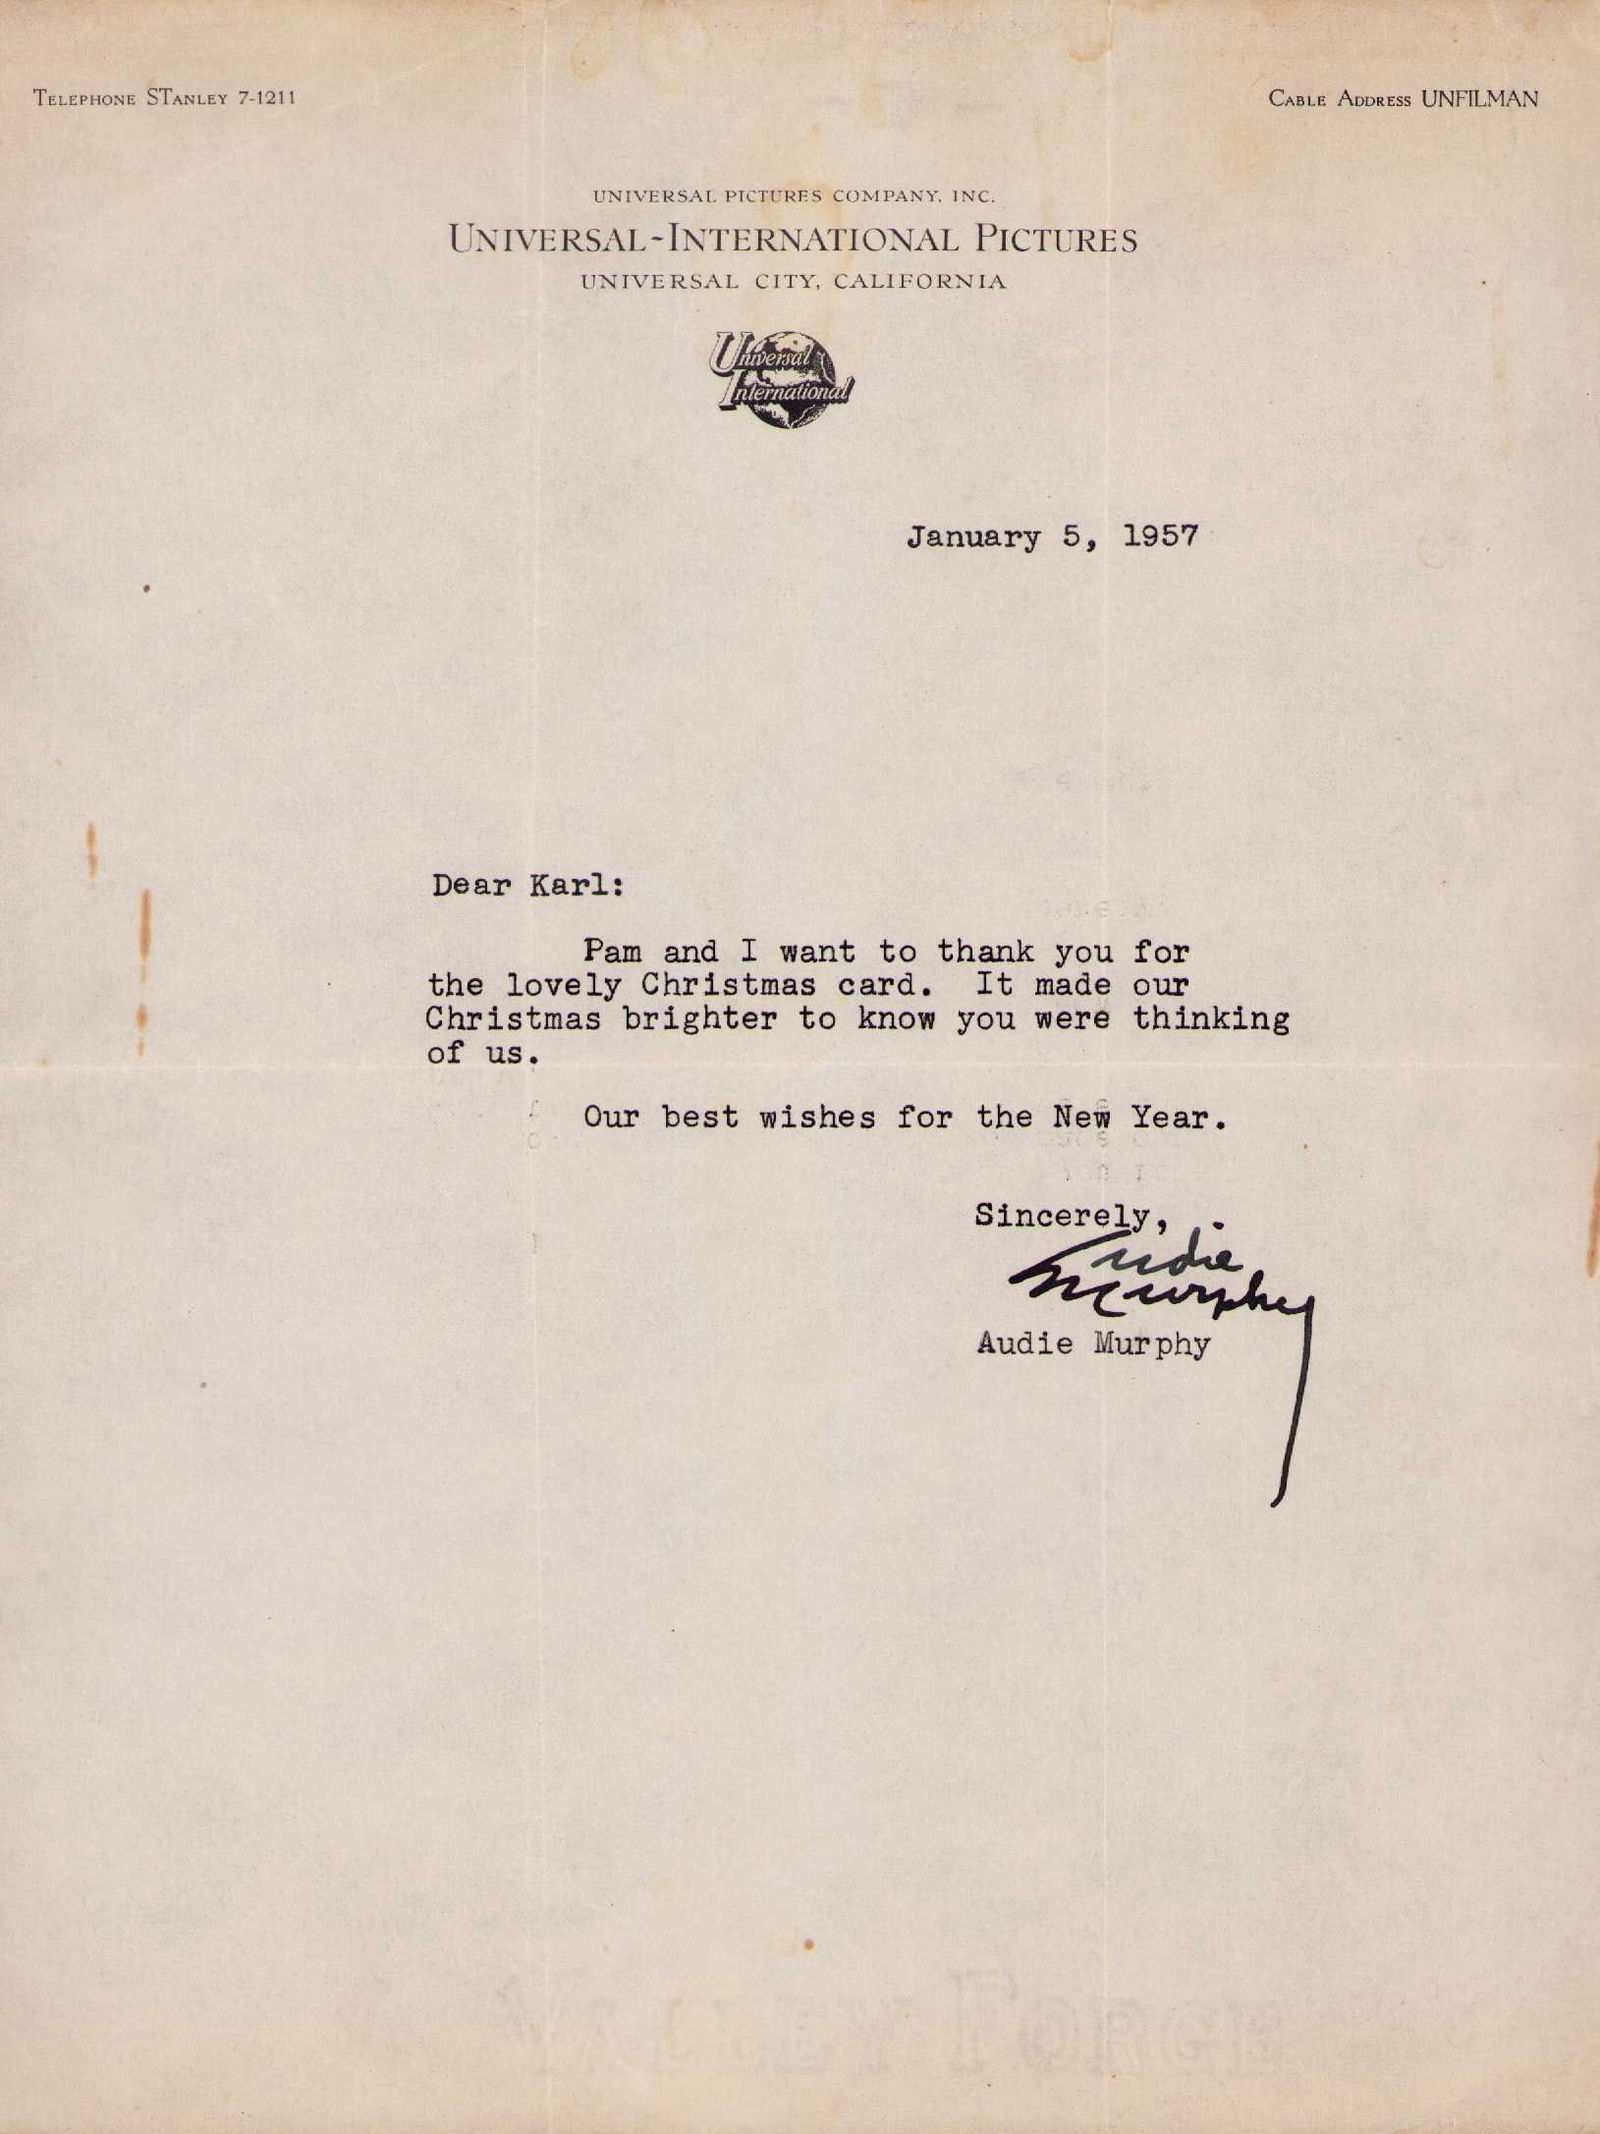 TELEPHONE STANLEY 7-1211
CABLE ADDRESS UNFILMAN
UNIVERSAL PICTURES COMPANY, INC.
UNIVERSAL-INTERNATIONAL PICTURES
UNIVERSAL CITY, CALIFORNIA
Universal
International
January 5, 1957
Dear Karl:
Pam and I want to thank you for
the lovely Christmas card. It made our
Christmas brighter to know you were thinking
of us.
Our best wishes for the New Year.
Sincerely,
Audie
Murphy
Audie Murphy
VALLEY FORGE